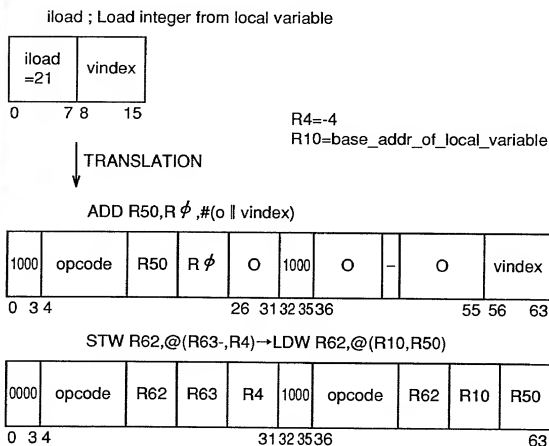 iload ; Load integer from local variable
iload =21 vindex
0 7 8 15
R4=-4
R10=base_addr_of_local_variable
TRANSLATION
ADD R50,R ϕ ,#(o || vindex)
1000 opcode R50 R ϕ O 1000 O – O vindex
0 3 4 26 31 32 35 36 55 56 63
STW R62,@(R63-,R4)→LDW R62,@(R10,R50)
0000 opcode R62 R63 R4 1000 opcode R62 R10 R50
0 3 4 31 32 35 36 63